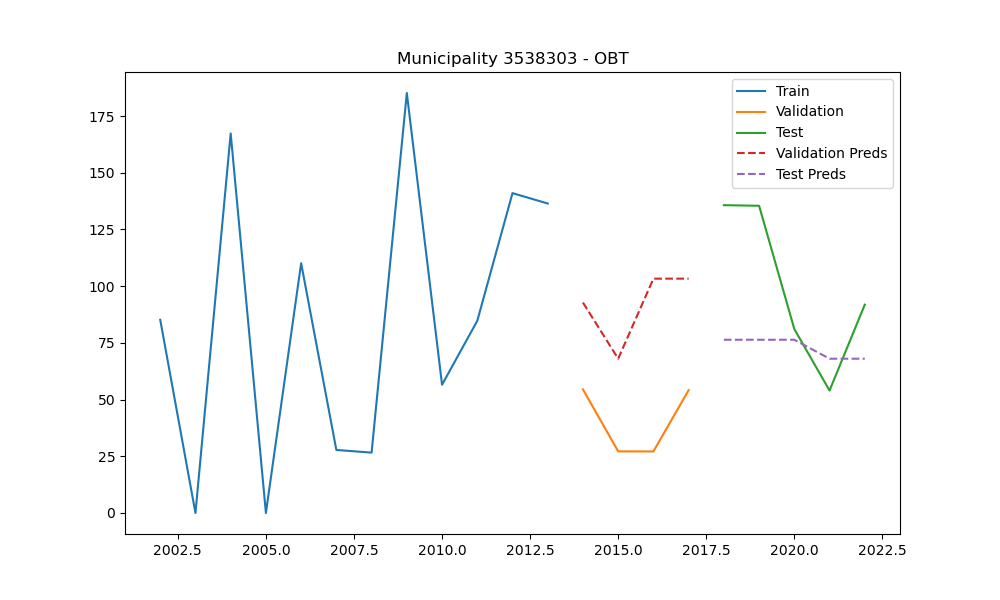 Municipality 3538303 - OBT
Train
Validation
Test
Validation Preds
Test Preds
175
150
125
100
75
50
25
0
2002.5 2005.0 2007.5 2010.0 2012.5 2015.0 2017.5 2020.0 2022.5